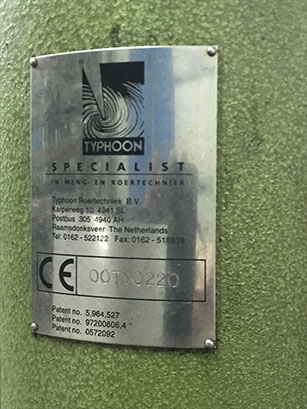 TYPHOON
SPECIALIST
IN MENG- EN ROERTECHNIEK
Typhoon Roertechniek B.V.
Karperweg 10 4941 SL
Postbus 305 4940 AH
Raamsdonksveer The Netherlands
Tel: 0162-522122 Fax: 0162-518838
CE 00TY0220
Patent no. 5,964,527
Patent no. 97200806,4
Patent no. 0572092